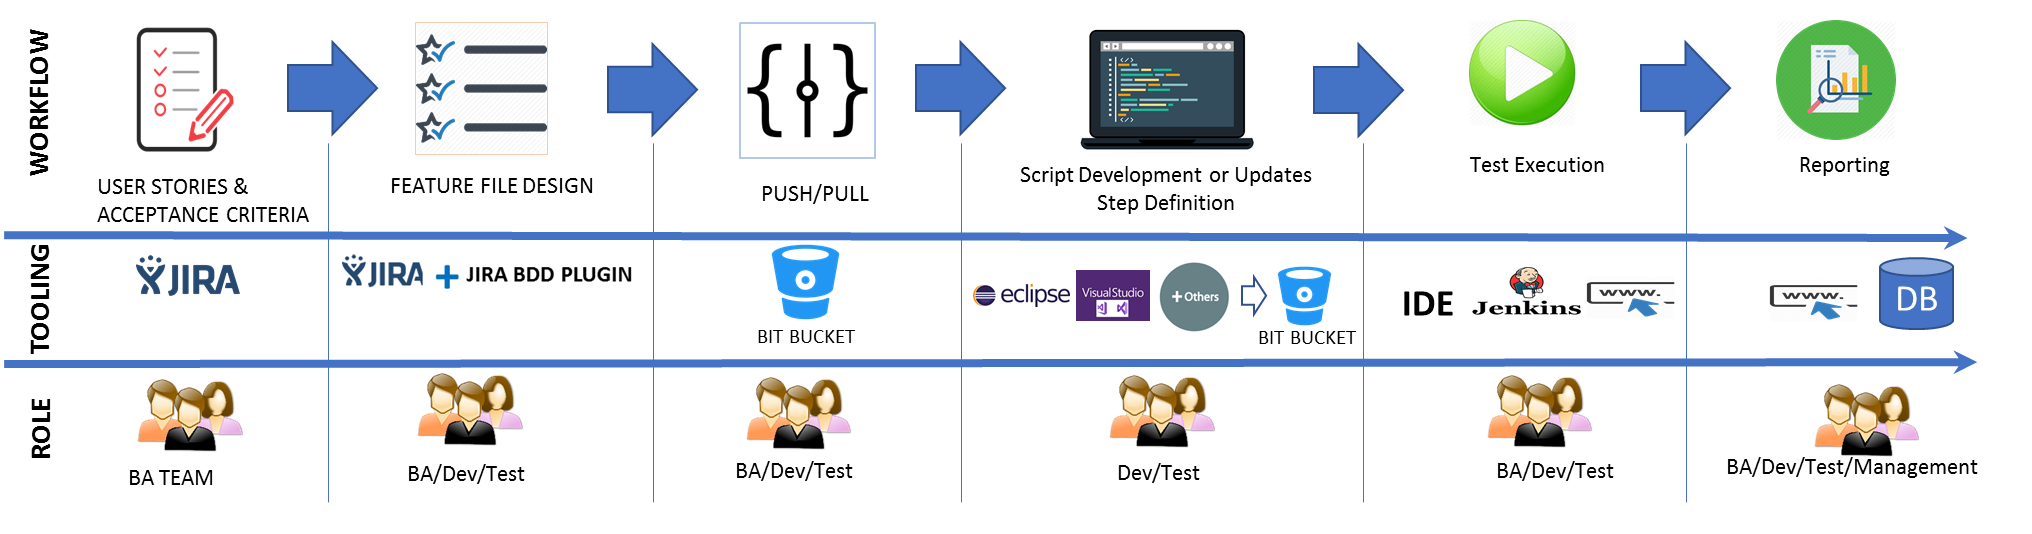 WORKFLOW
USER STORIES &
ACCEPTANCE CRITERIA
FEATURE FILE DESIGN
PUSH/PULL
Script Development or Updates
Step Definition
Test Execution
Reporting
TOOLING
JIRA
JIRA + JIRA BDD PLUGIN
BIT BUCKET
eclipse
Visual Studio
+ Others
BIT BUCKET
IDE
Jenkins
www.
www.
DB
ROLE
BA TEAM
BA/Dev/Test
BA/Dev/Test
Dev/Test
BA/Dev/Test
BA/Dev/Test/Management